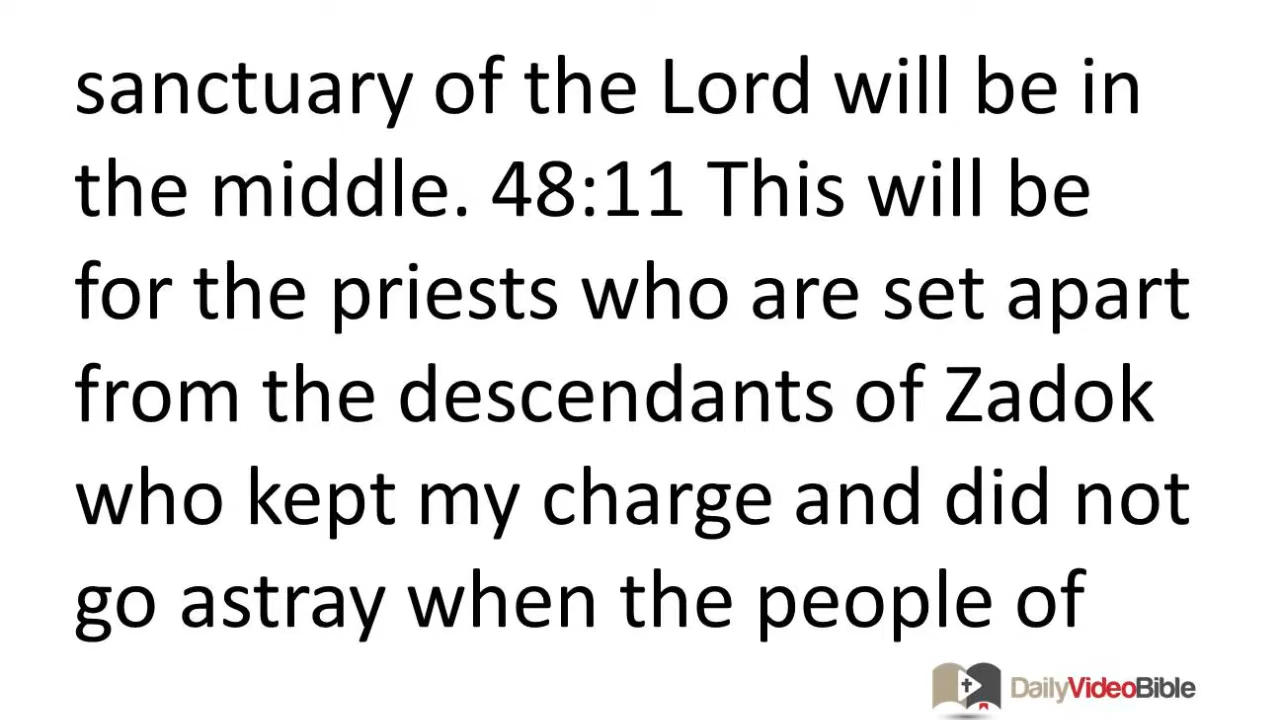 sanctuary of the Lord will be in
the middle. 48:11 This will be
for the priests who are set apart
from the descendants of Zadok
who kept my charge and did not
go astray when the people of
DailyVideoBible